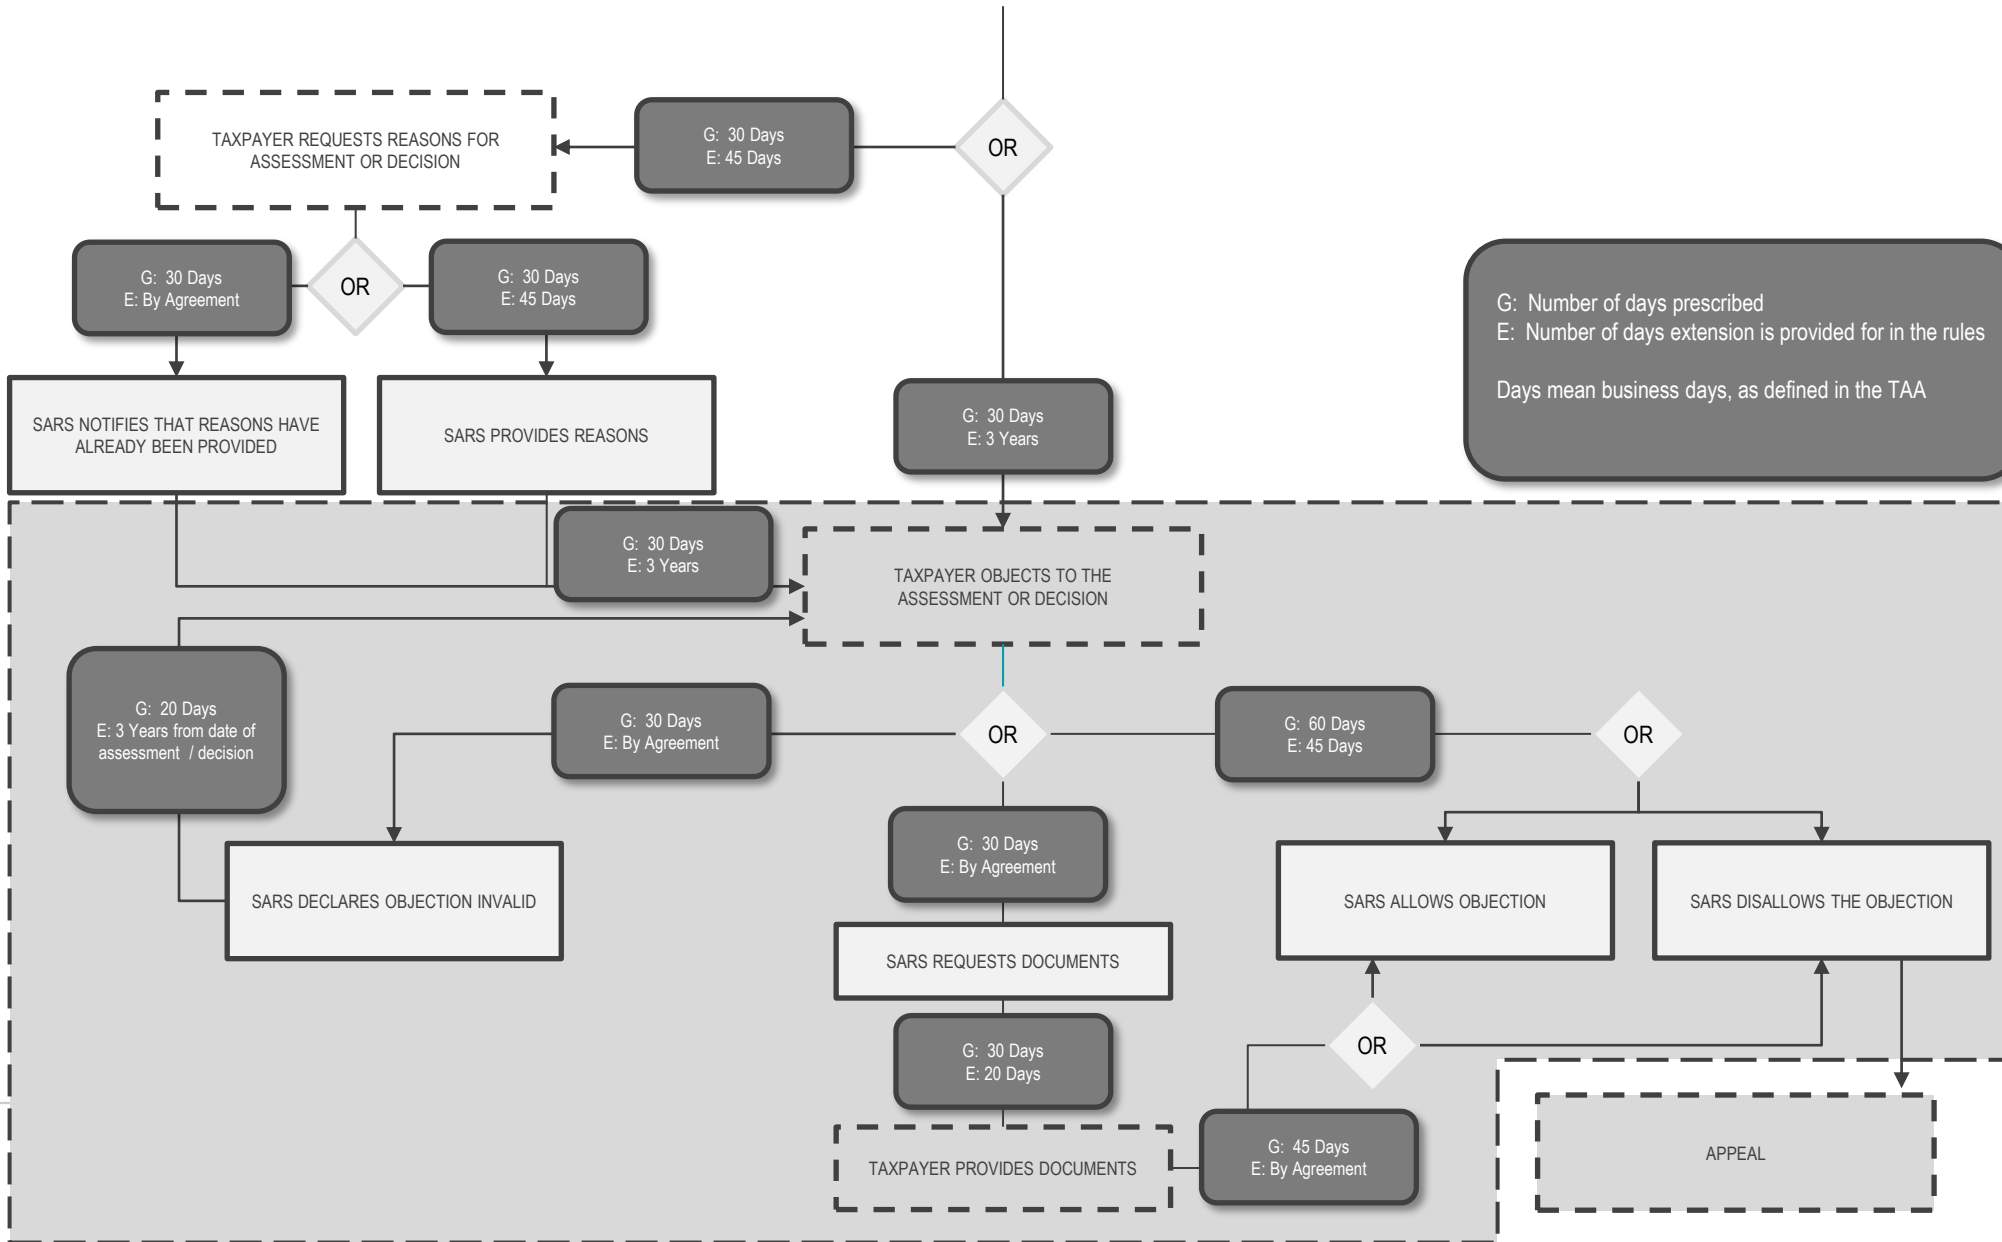 TAXPAYER REQUESTS REASONS FOR
ASSESSMENT OR DECISION
G: 30 Days
E: 45 Days
OR
G: 30 Days
E: By Agreement
OR
G: 30 Days
E: 45 Days
G: Number of days prescribed
E: Number of days extension is provided for in the rules
Days mean business days, as defined in the TAA
SARS NOTIFIES THAT REASONS HAVE
ALREADY BEEN PROVIDED
SARS PROVIDES REASONS
G: 30 Days
E: 3 Years
G: 30 Days
E: 3 Years
TAXPAYER OBJECTS TO THE
ASSESSMENT OR DECISION
G: 20 Days
E: 3 Years from date of
assessment / decision
G: 30 Days
E: By Agreement
OR
G: 60 Days
E: 45 Days
OR
G: 30 Days
E: By Agreement
SARS DECLARES OBJECTION INVALID
SARS ALLOWS OBJECTION
SARS DISALLOWS THE OBJECTION
SARS REQUESTS DOCUMENTS
G: 30 Days
E: 20 Days
OR
TAXPAYER PROVIDES DOCUMENTS
G: 45 Days
E: By Agreement
APPEAL